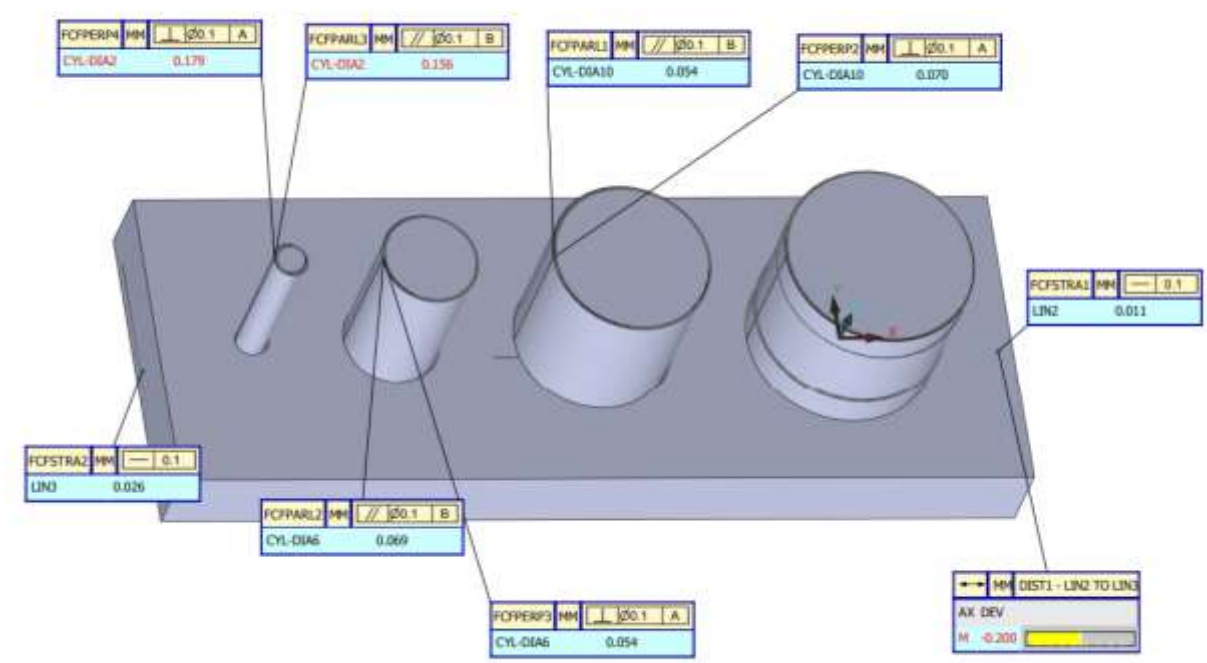 FCFPERP4 MM ⊥ Ø0.1 A
CYL-DIA2 0.179
FCFPARL3 MM // Ø0.1 B
CYL-DIA2 0.156
FCFPARL1 MM // Ø0.1 B
CYL-DIA10 0.054
FCFPERP2 MM ⊥ Ø0.1 A
CYL-DIA10 0.070
FCFSTRA1 MM — 0.1
LIN2 0.011
FCFSTRA2 MM — 0.1
LIN3 0.026
FCFPARL2 MM // Ø0.1 B
CYL-DIA6 0.069
FCFPERP3 MM ⊥ Ø0.1 A
CYL-DIA6 0.054
MM DIST1 - LIN2 TO LIN3
AX DEV
M -0.200